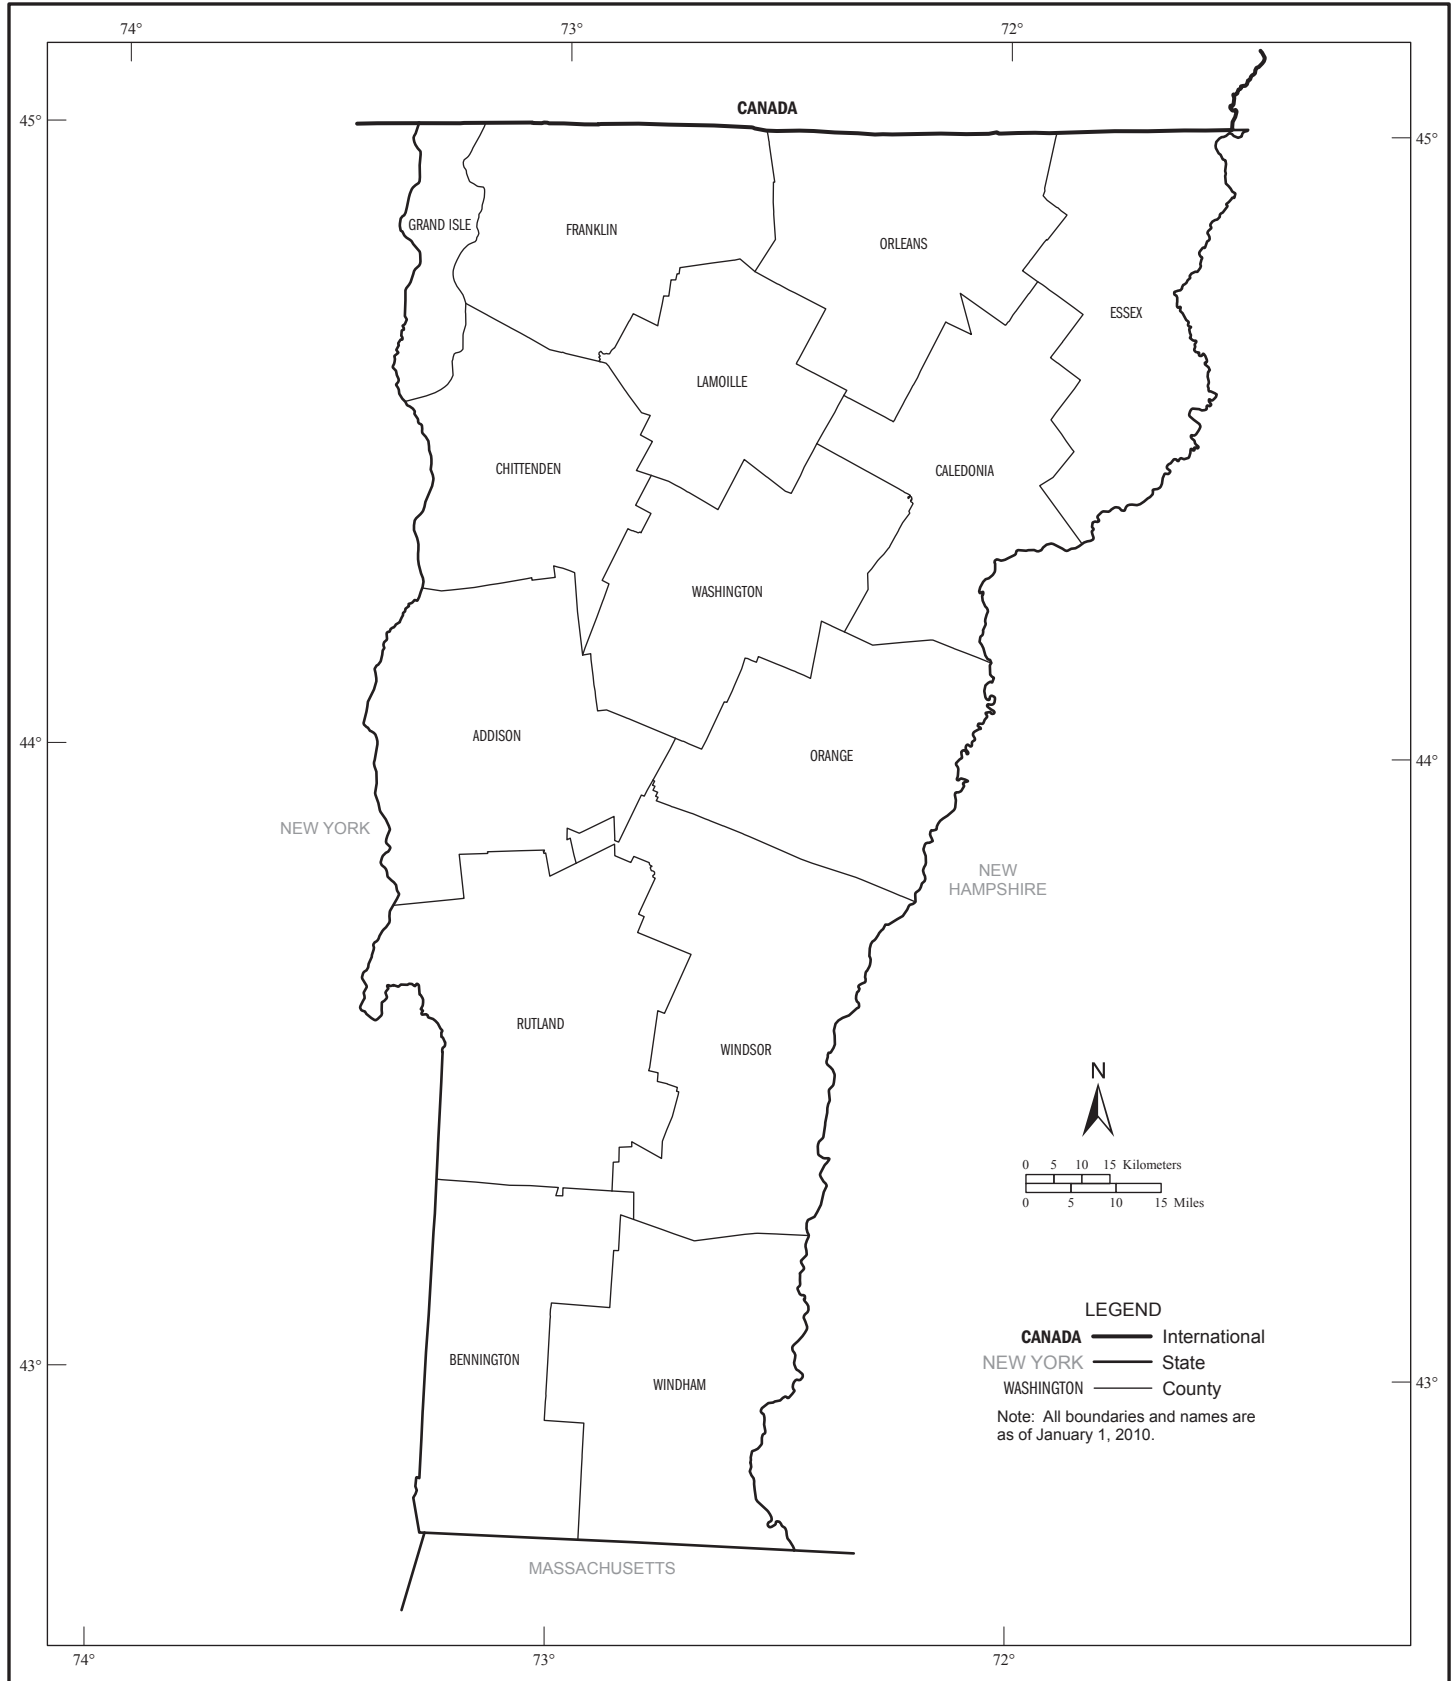 74°
73°
72°
CANADA
45°
45°
GRAND ISLE
FRANKLIN
ORLEANS
ESSEX
LAMOILLE
CHITTENDEN
CALEDONIA
WASHINGTON
ADDISON
44°
ORANGE
44°
NEW YORK
NEW
HAMPSHIRE
RUTLAND
WINDSOR
N
0 5 10 15 Kilometers
0 5 10 15 Miles
LEGEND
CANADA International
NEW YORK State
WASHINGTON County
Note: All boundaries and names are
as of January 1, 2010.
43°
BENNINGTON
43°
WINDHAM
MASSACHUSETTS
74°
73°
72°